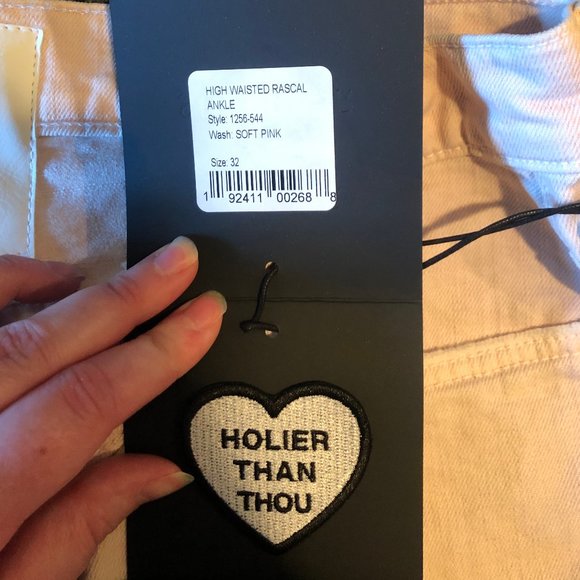 HIGH WAISTED RASCAL
ANKLE
Style: 1256-544
Wash: SOFT PINK
Size: 32
1 92411 00268 8
HOLIER
THAN
THOU